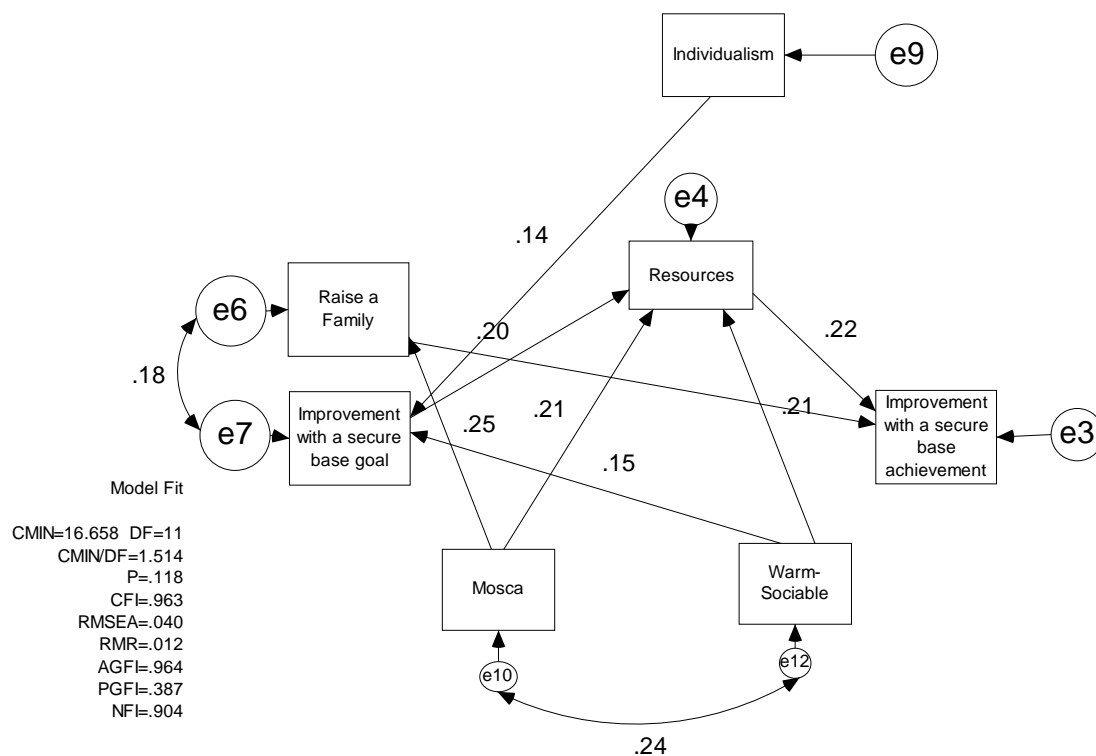 Individualism
e9
e4
.14
Resources
e6
Raise a
Family
.20
.22
.18
e7
Improvement
with a secure
base goal
.25
.21
.21
Improvement
with a secure
base
achievement
e3
.15
Model Fit
CMIN=16.658 DF=11
CMIN/DF=1.514
P=.118
CFI=.963
RMSEA=.040
RMR=.012
AGFI=.964
PGFI=.387
NFI=.904
Mosca
Warm-
Sociable
e10
e12
.24